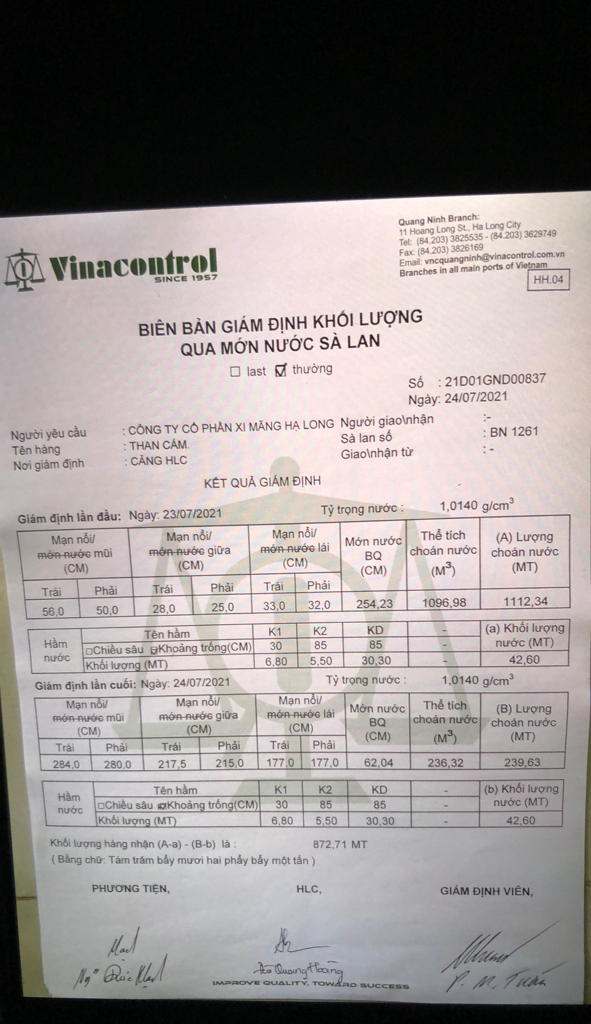 Quang Ninh Branch:
11 Hoang Long St., Ha Long City
Tel: (84.203) 3825535 - (84.203) 3629749
Fax: (84.203) 3826169
Email: vncquangninh@vinacontrol.com.vn
Branches in all main ports of Vietnam
Vinacontrol
SINCE 1957
HH.04
BIÊN BẢN GIÁM ĐỊNH KHỐI LƯỢNG
QUA MỚN NƯỚC SÀ LAN
last thường
Số : 21D01GND00837
Ngày: 24/07/2021
Người yêu cầu : CÔNG TY CỔ PHẦN XI MĂNG HẠ LONG Người giao\nhận :-
Tên hàng : THAN CÁM. Sà lan số : BN 1261
Nơi giám định : CẢNG HLC Giao\nhận từ : -
KẾT QUẢ GIÁM ĐỊNH
Giám định lần đầu: Ngày: 23/07/2021 Tỷ trọng nước : 1,0140 g/cm³
Mạn nổi/ Mạn nổi/ Mạn nổi/ Mớn nước Thể tích (A) Lượng
món nước mũi món nước giữa món nước lái BQ choán nước choán nước
(CM) (CM) (CM) (CM) (M³) (MT)
Trái Phải Trái Phải Trái Phải
56,0 50,0 28,0 25,0 33,0 32,0 254,23 1096,98 1112,34
Hầm nước Tên hầm K1 K2 KD - (a) Khối lượng nước (MT)
Chiều sâu Khoảng trống(CM) 30 85 85 -
Khối lượng (MT) 6,80 5,50 30,30 - 42,60
Giám định lần cuối: Ngày: 24/07/2021 Tỷ trọng nước : 1,0140 g/cm³
Mạn nổi/ Mạn nổi/ Mạn nổi/ Mớn nước Thể tích (B) Lượng
món nước mũi món nước giữa món nước lái BQ choán nước choán nước
(CM) (CM) (CM) (CM) (M³) (MT)
Trái Phải Trái Phải Trái Phải
284,0 280,0 217,5 215,0 177,0 177,0 62,04 236,32 239,63
Hầm nước Tên hầm K1 K2 KD - (b) Khối lượng nước (MT)
Chiều sâu Khoảng trống(CM) 30 85 85 -
Khối lượng (MT) 6,80 5,50 30,30 - 42,60
Khối lượng hàng nhận (A-a) - (B-b) là : 872,71 MT
( Bằng chữ: Tám trăm bảy mươi hai phẩy bảy một tấn )
PHƯƠNG TIỆN, HLC, GIÁM ĐỊNH VIÊN,
Đào Quang Hoàng
P. M. Tuấn
IMPROVE QUALITY, TOWARD SUCCESS